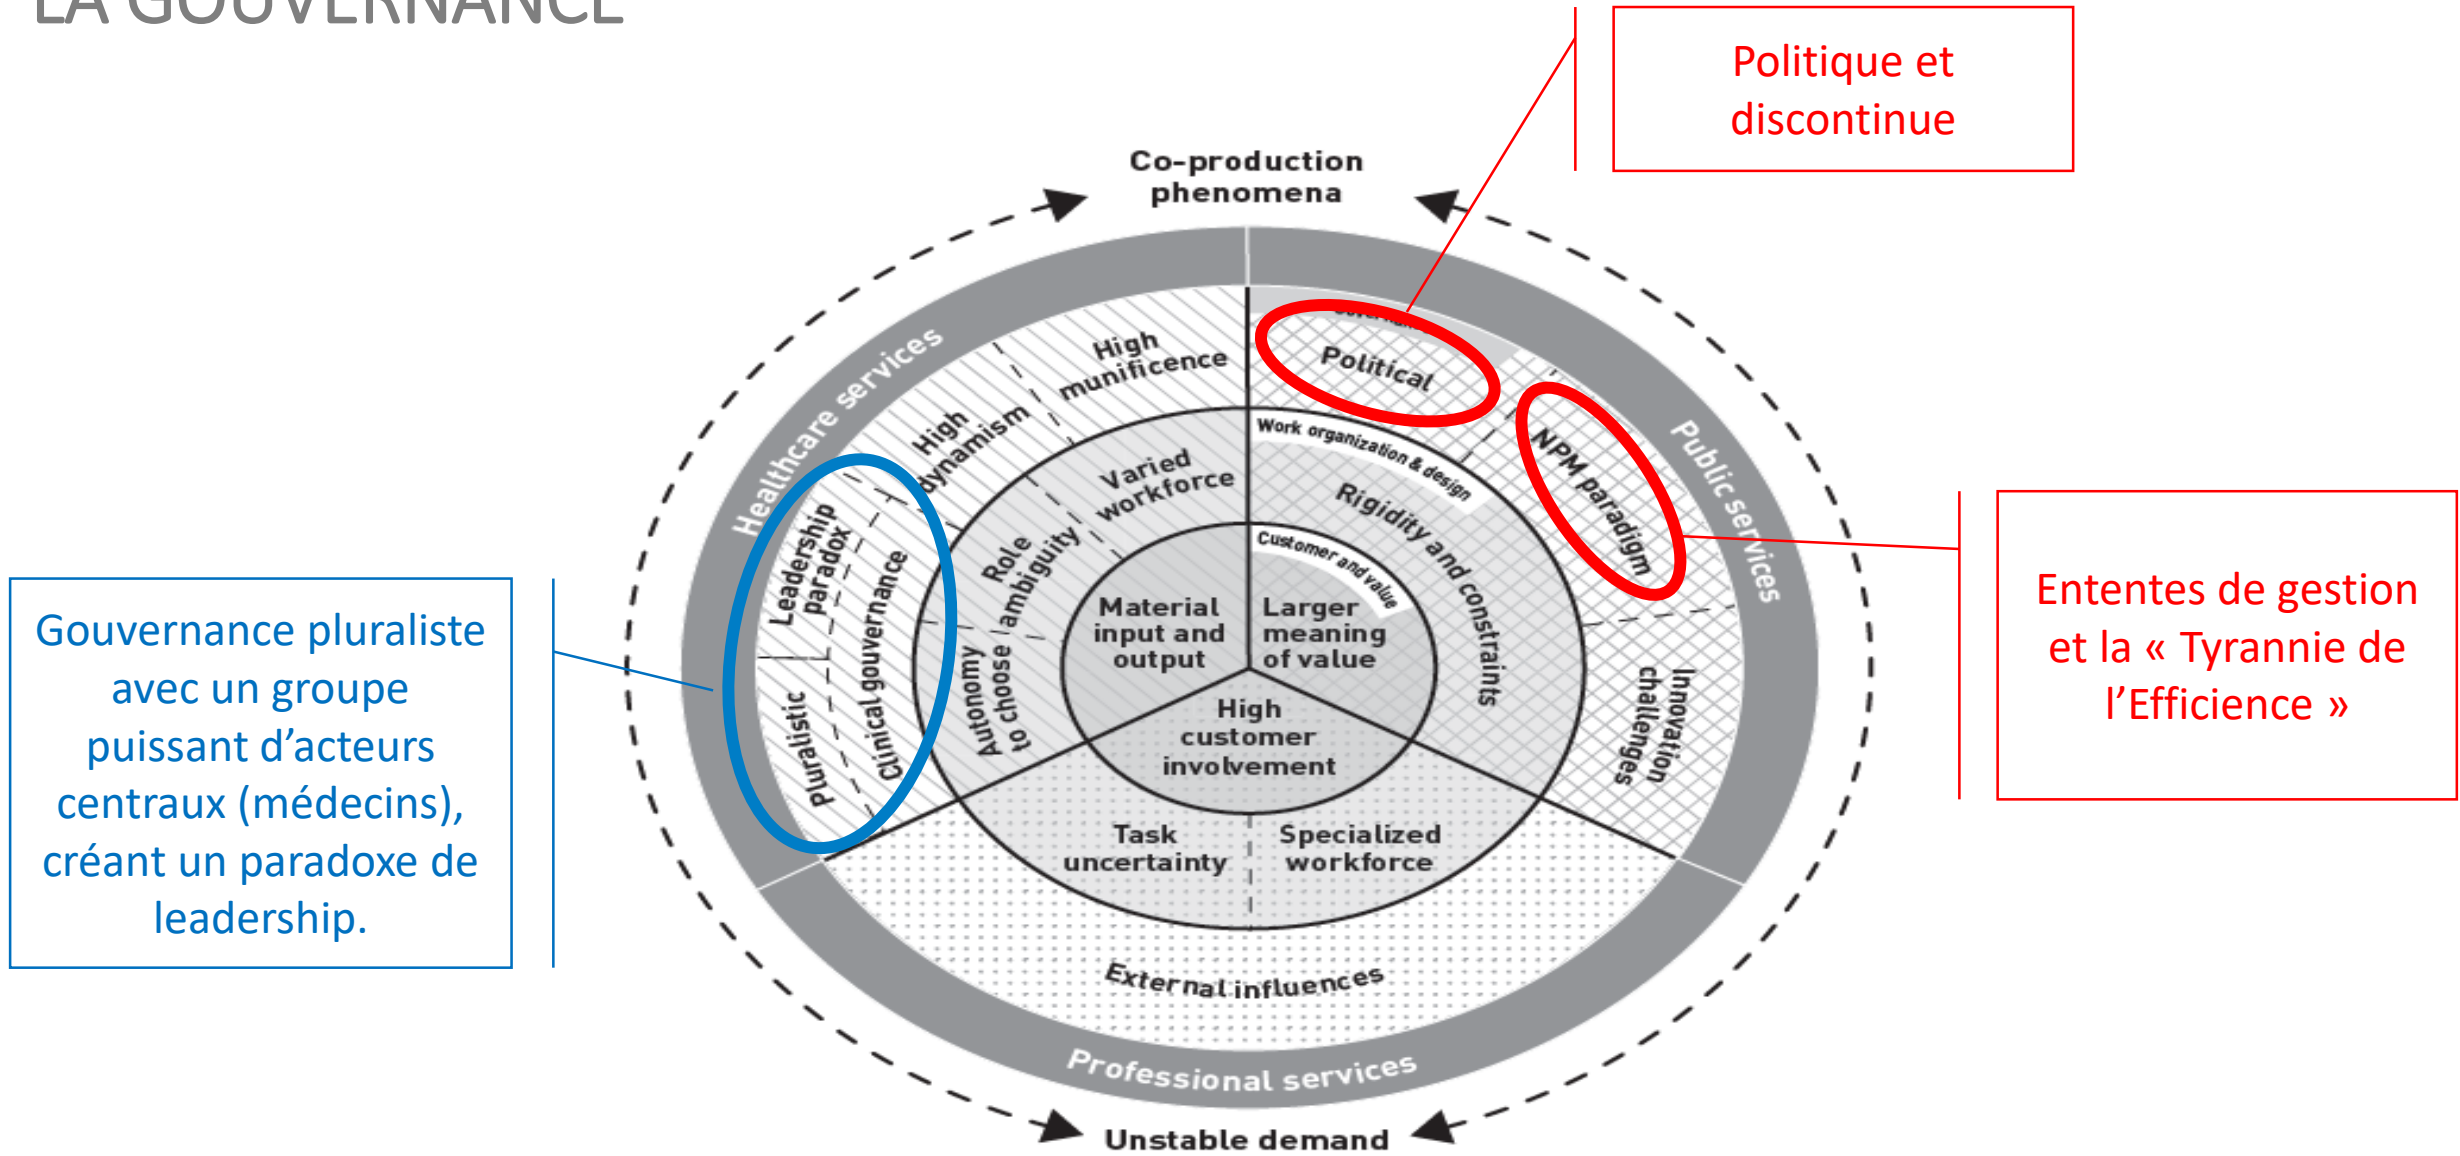 LA GOUVERNANCE
Politique et
discontinue
Co-production
phenomena
Healthcare services
Public services
Professional services
High
munificence
High
dynamism
Leadership
paradox
Pluralistic
Clinical gouvernance
Political
NPM paradigm
Innovation
challenges
External influences
Work organization & design
Varied
workforce
Role
ambiguity
Autonomy
to choose
Rigidity and constraints
Task
uncertainty
Specialized
workforce
Customer and value
Material
input and
output
Larger
meaning
of value
High
customer
involvement
Unstable demand
Gouvernance pluraliste
avec un groupe
puissant d’acteurs
centraux (médecins),
créant un paradoxe de
leadership.
Ententes de gestion
et la « Tyrannie de
l’Efficience »